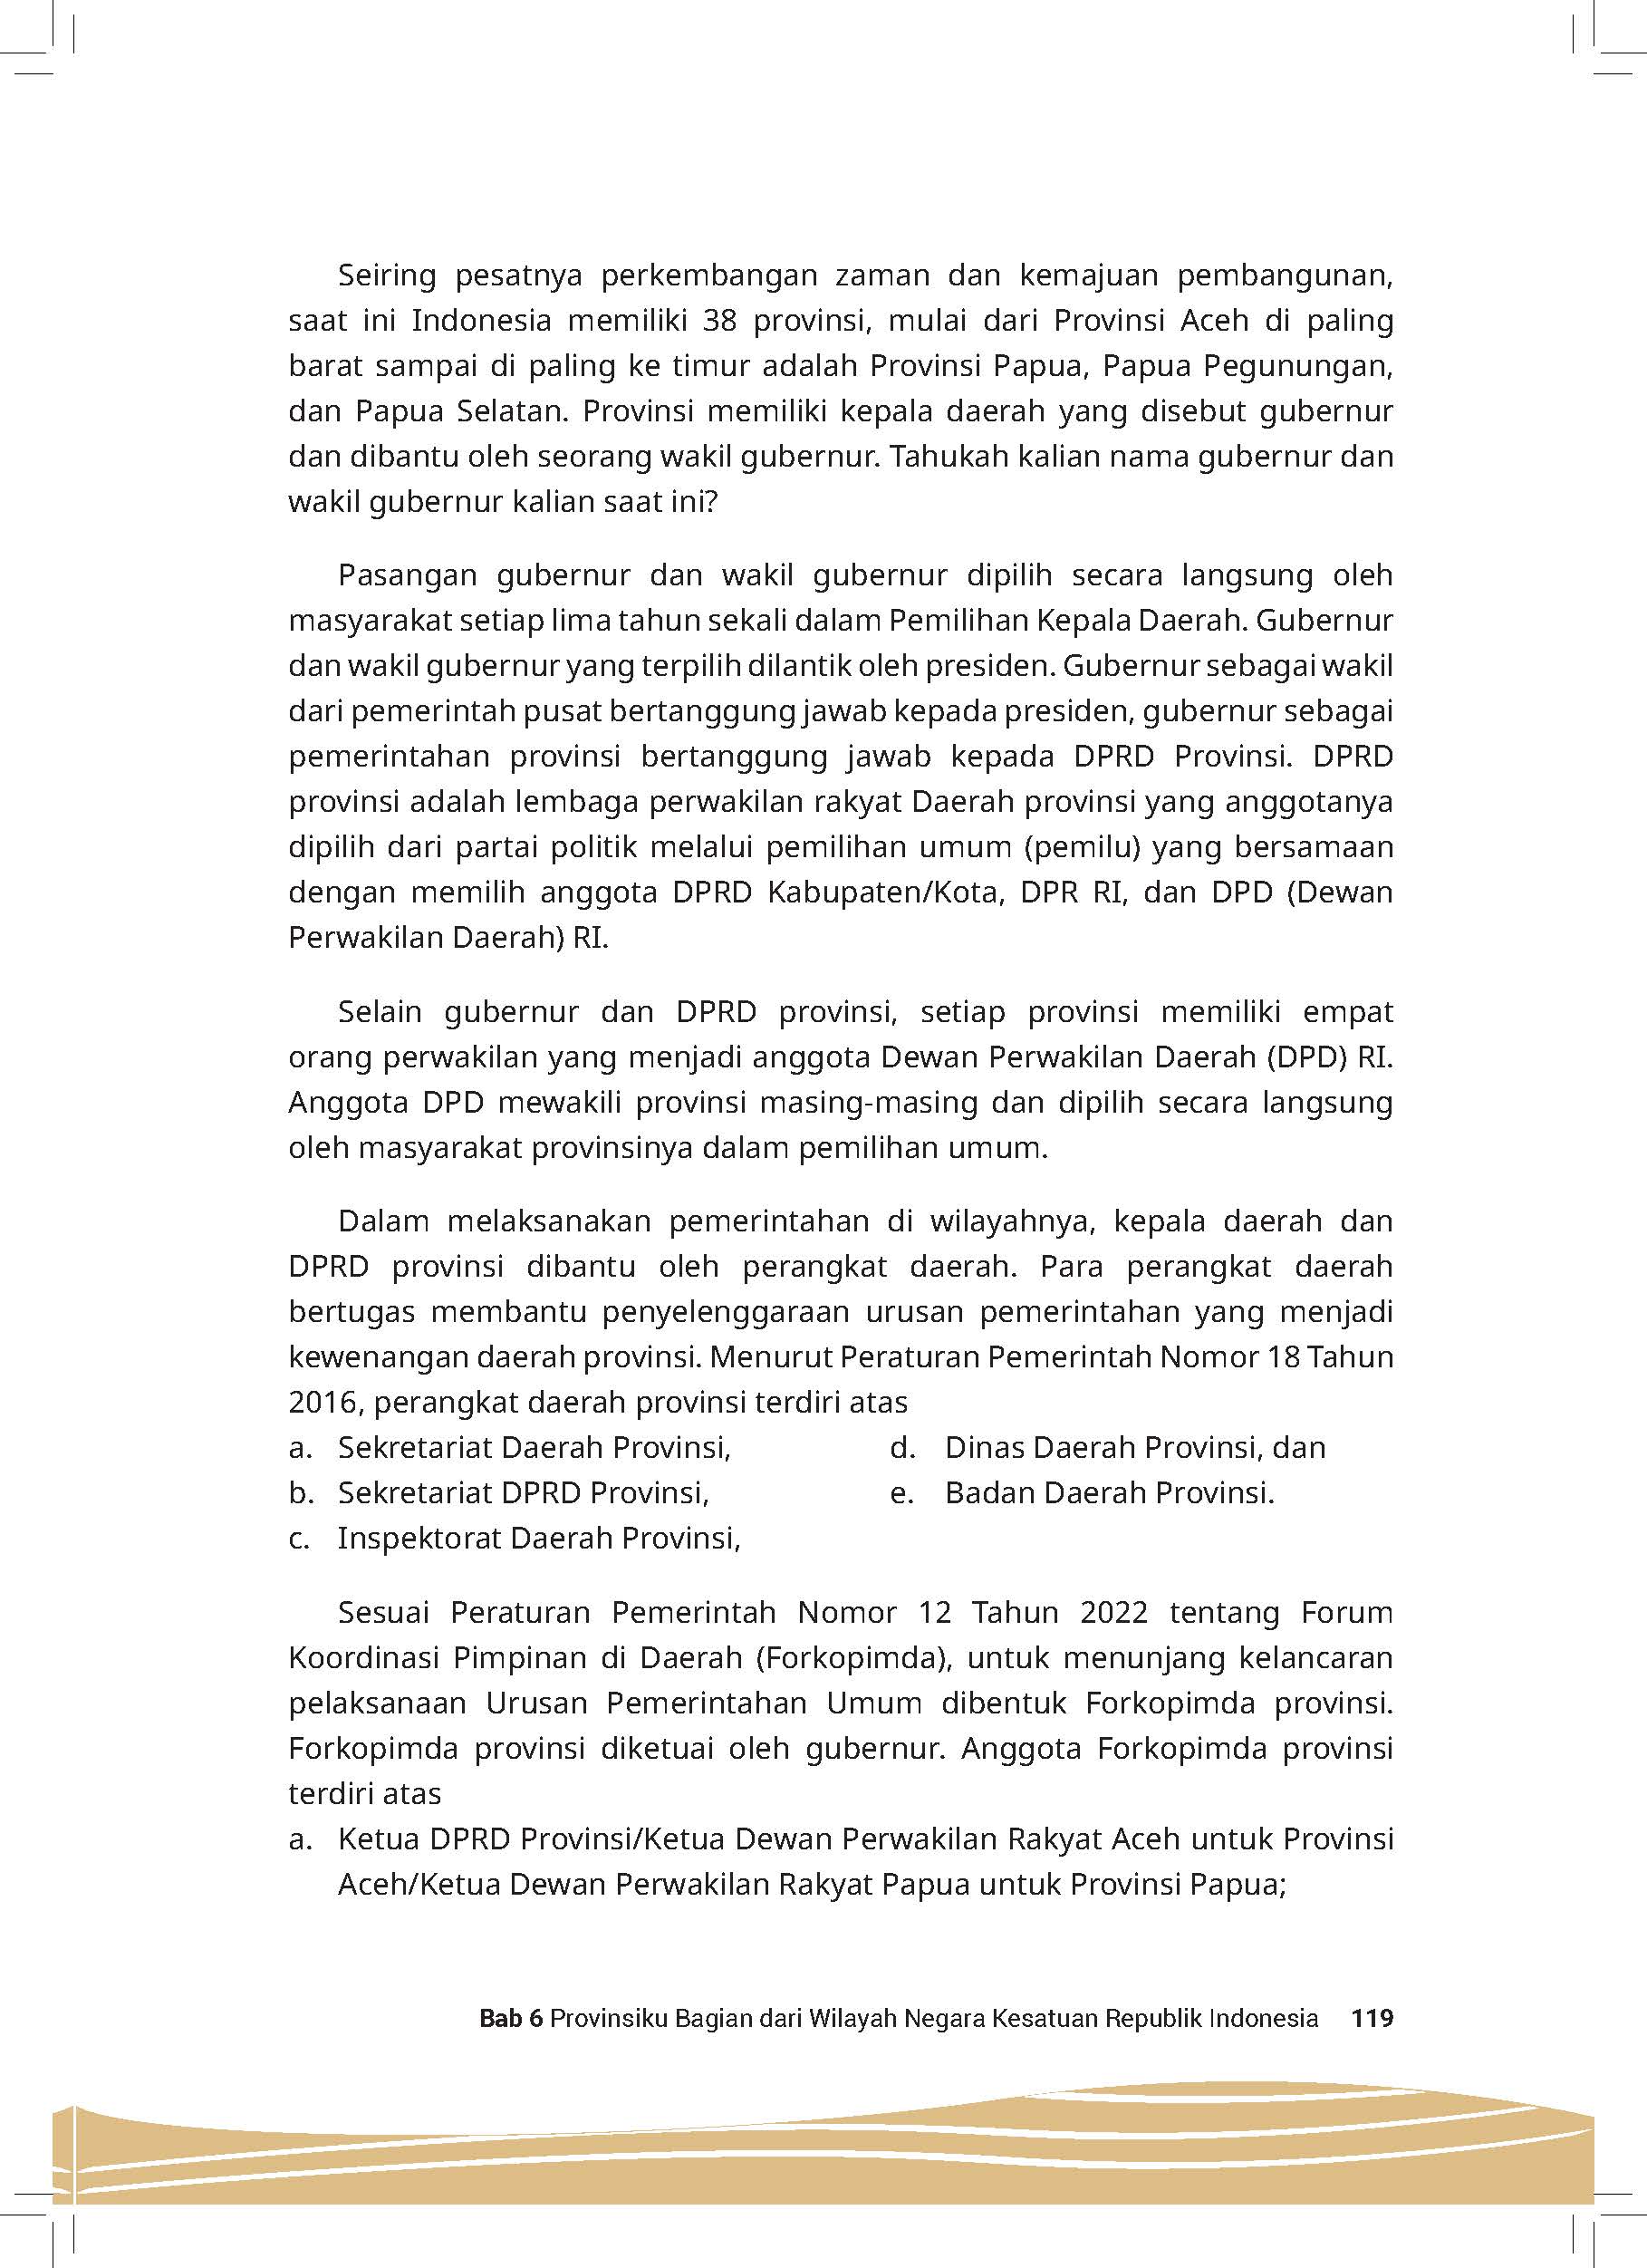 Seiring pesatnya perkembangan zaman dan kemajuan pembangunan,
saat ini Indonesia memiliki 38 provinsi, mulai dari Provinsi Aceh di paling
barat sampai di paling ke timur adalah Provinsi Papua, Papua Pegunungan,
dan Papua Selatan. Provinsi memiliki kepala daerah yang disebut gubernur
dan dibantu oleh seorang wakil gubernur. Tahukah kalian nama gubernur dan
wakil gubernur kalian saat ini?
Pasangan gubernur dan wakil gubernur dipilih secara langsung oleh
masyarakat setiap lima tahun sekali dalam Pemilihan Kepala Daerah. Gubernur
dan wakil gubernur yang terpilih dilantik oleh presiden. Gubernur sebagai wakil
dari pemerintah pusat bertanggung jawab kepada presiden, gubernur sebagai
pemerintahan provinsi bertanggung jawab kepada DPRD Provinsi. DPRD
provinsi adalah lembaga perwakilan rakyat Daerah provinsi yang anggotanya
dipilih dari partai politik melalui pemilihan umum (pemilu) yang bersamaan
dengan memilih anggota DPRD Kabupaten/Kota, DPR RI, dan DPD (Dewan
Perwakilan Daerah) RI.
Selain gubernur dan DPRD provinsi, setiap provinsi memiliki empat
orang perwakilan yang menjadi anggota Dewan Perwakilan Daerah (DPD) RI.
Anggota DPD mewakili provinsi masing-masing dan dipilih secara langsung
oleh masyarakat provinsinya dalam pemilihan umum.
Dalam melaksanakan pemerintahan di wilayahnya, kepala daerah dan
DPRD provinsi dibantu oleh perangkat daerah. Para perangkat daerah
bertugas membantu penyelenggaraan urusan pemerintahan yang menjadi
kewenangan daerah provinsi. Menurut Peraturan Pemerintah Nomor 18 Tahun
2016, perangkat daerah provinsi terdiri atas
a. Sekretariat Daerah Provinsi,
b. Sekretariat DPRD Provinsi,
c. Inspektorat Daerah Provinsi,
d. Dinas Daerah Provinsi, dan
e. Badan Daerah Provinsi.
Sesuai Peraturan Pemerintah Nomor 12 Tahun 2022 tentang Forum
Koordinasi Pimpinan di Daerah (Forkopimda), untuk menunjang kelancaran
pelaksanaan Urusan Pemerintahan Umum dibentuk Forkopimda provinsi.
Forkopimda provinsi diketuai oleh gubernur. Anggota Forkopimda provinsi
terdiri atas
a. Ketua DPRD Provinsi/Ketua Dewan Perwakilan Rakyat Aceh untuk Provinsi
Aceh/Ketua Dewan Perwakilan Rakyat Papua untuk Provinsi Papua;
Bab 6 Provinsiku Bagian dari Wilayah Negara Kesatuan Republik Indonesia 119